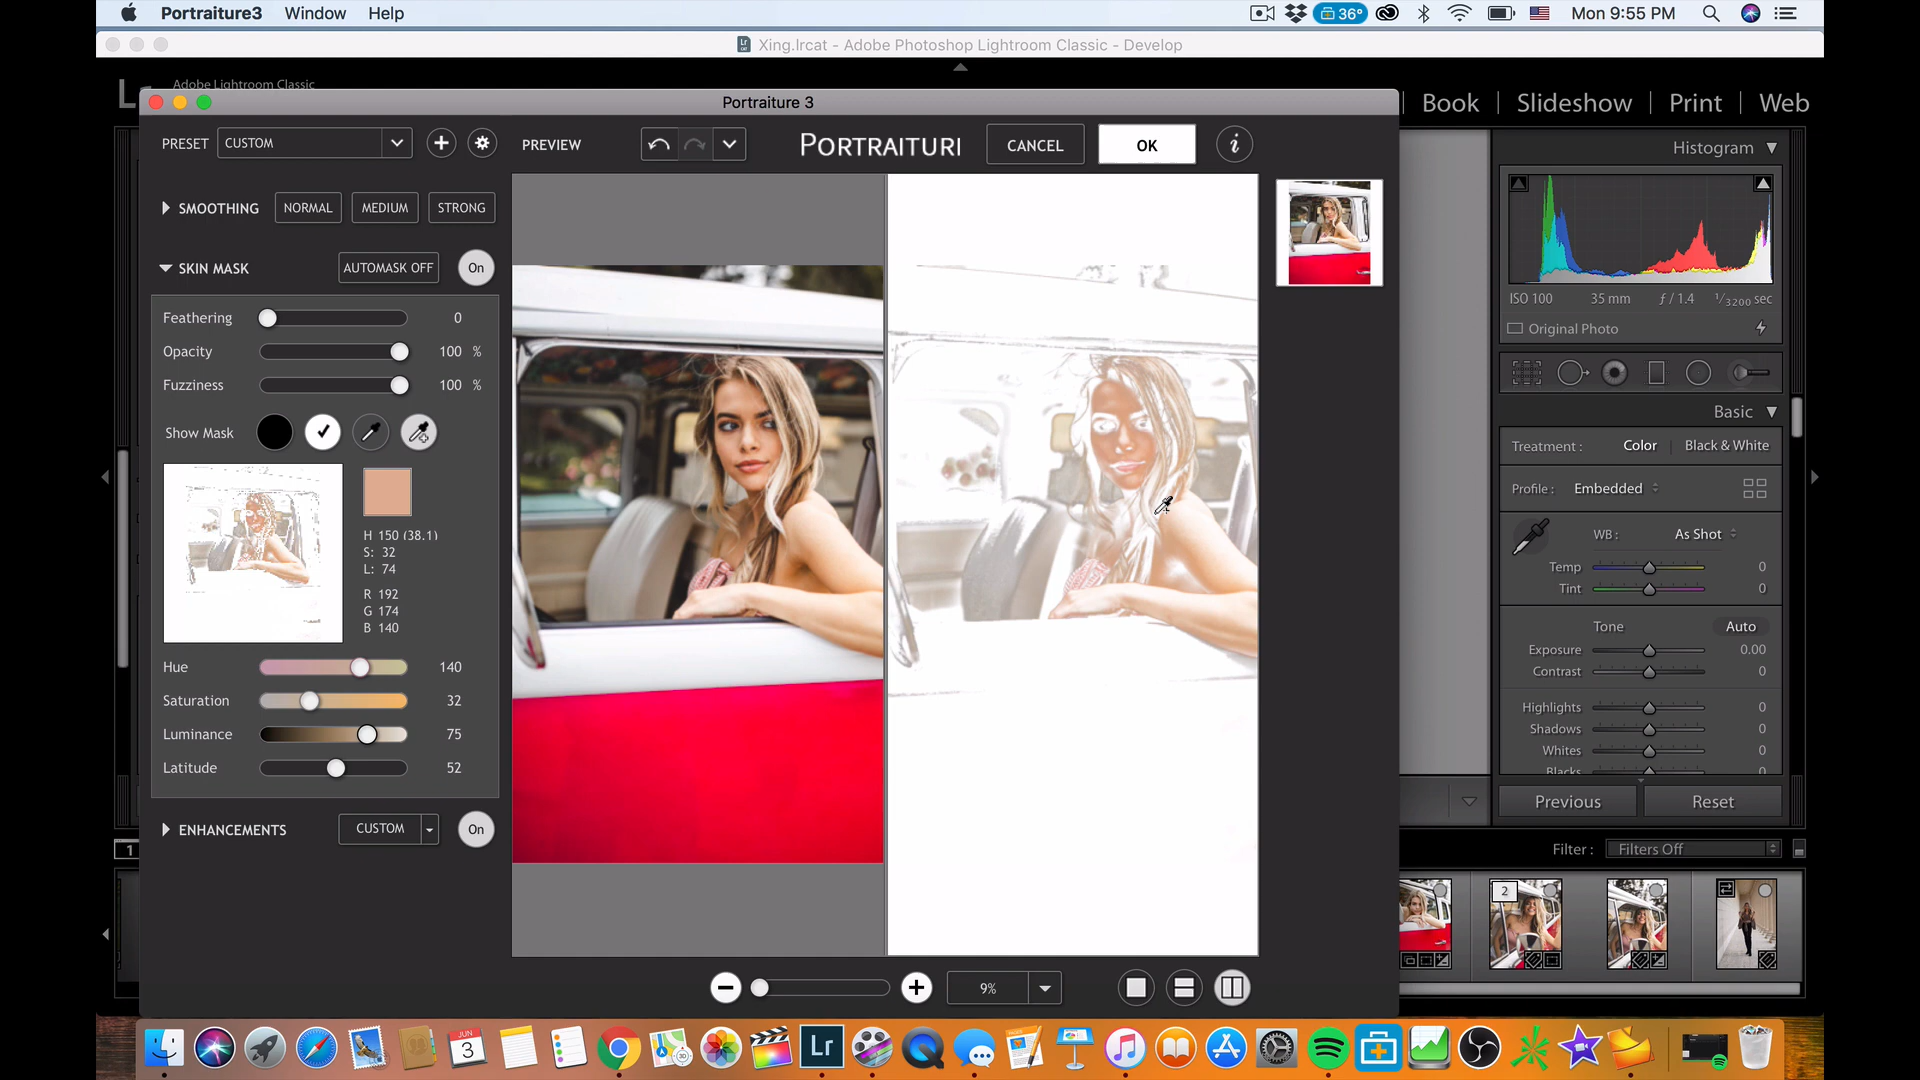 Portraiture3 Window Help
36° Mon 9:55 PM
Xing.lrcat - Adobe Photoshop Lightroom Classic - Develop
Adobe Lightroom Classic
Portraiture 3
Book | Slideshow | Print | Web
PRESET CUSTOM PREVIEW PORTRAITURI CANCEL OK i
Histogram
SMOOTHING NORMAL MEDIUM STRONG
SKIN MASK AUTOMASK OFF On
ISO 100 35 mm ƒ / 1.4 1/3200 sec
Feathering 0
Original Photo
Opacity 100 %
Fuzziness 100 %
Basic
Show Mask
Treatment : Color | Black & White
Profile : Embedded
H 150 (38.1)
S: 32
L: 74
WB : As Shot
Temp 0
Tint 0
R 192
G 174
B 140
Tone Auto
Hue 140
Exposure 0.00
Contrast 0
Saturation 32
Highlights 0
Luminance 75
Shadows 0
Whites 0
Latitude 52
Blacks 0
Previous Reset
ENHANCEMENTS CUSTOM On
1
Filter : Filters Off
2
9%
JUN
3
Lr